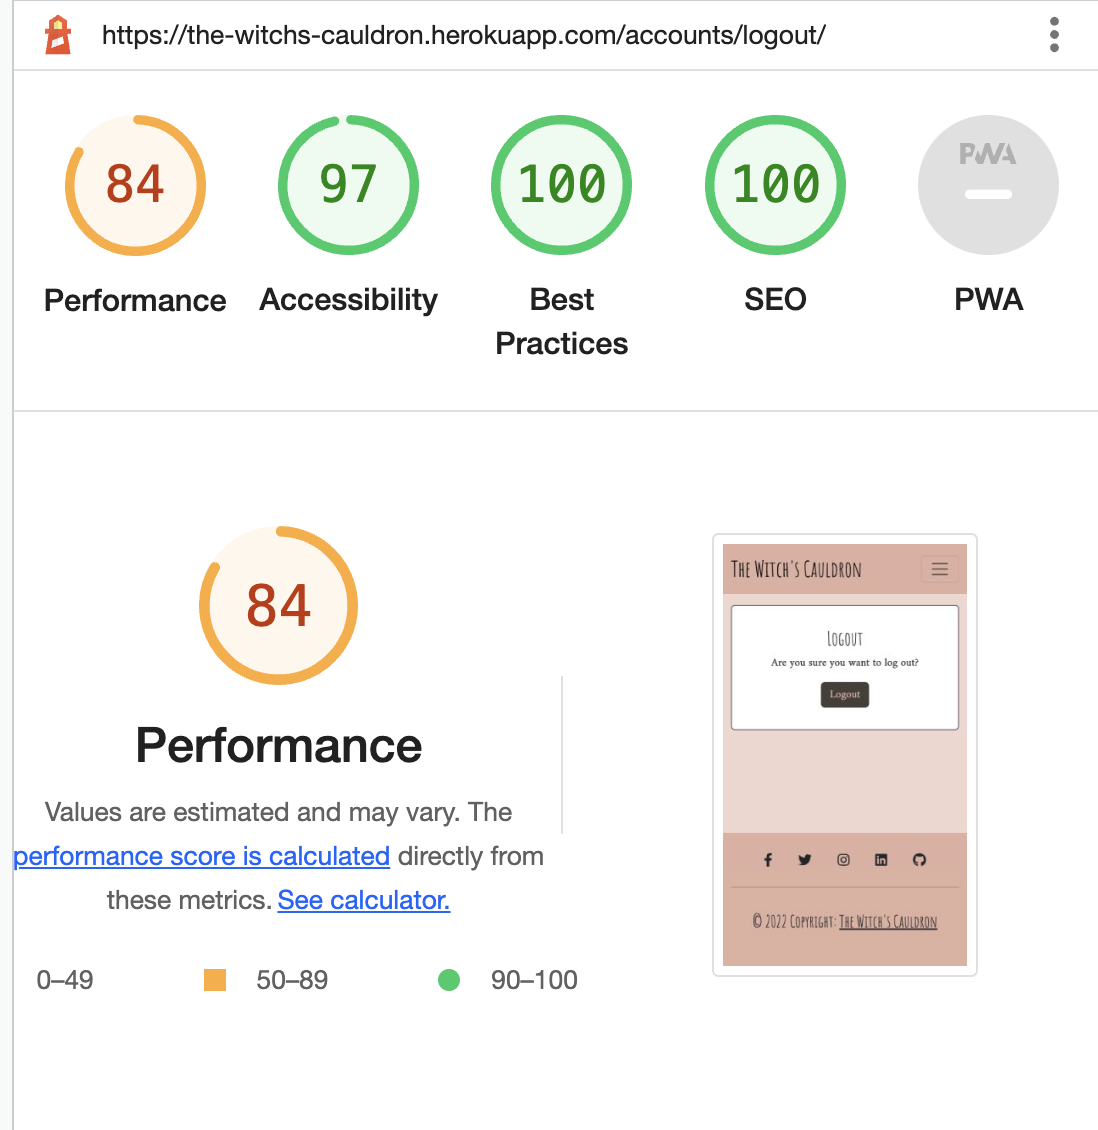 https://the-witchs-cauldron.herokuapp.com/accounts/logout/
84
97
100
100
PWA
Performance
Accessibility
Best
Practices
SEO
PWA
84
Performance
Values are estimated and may vary. The
performance score is calculated directly from
these metrics. See calculator.
0–49
50–89
90–100
The Witch's Cauldron
Logout
Are you sure you want to log out?
Logout
© 2022 Copyright: The Witch's Cauldron